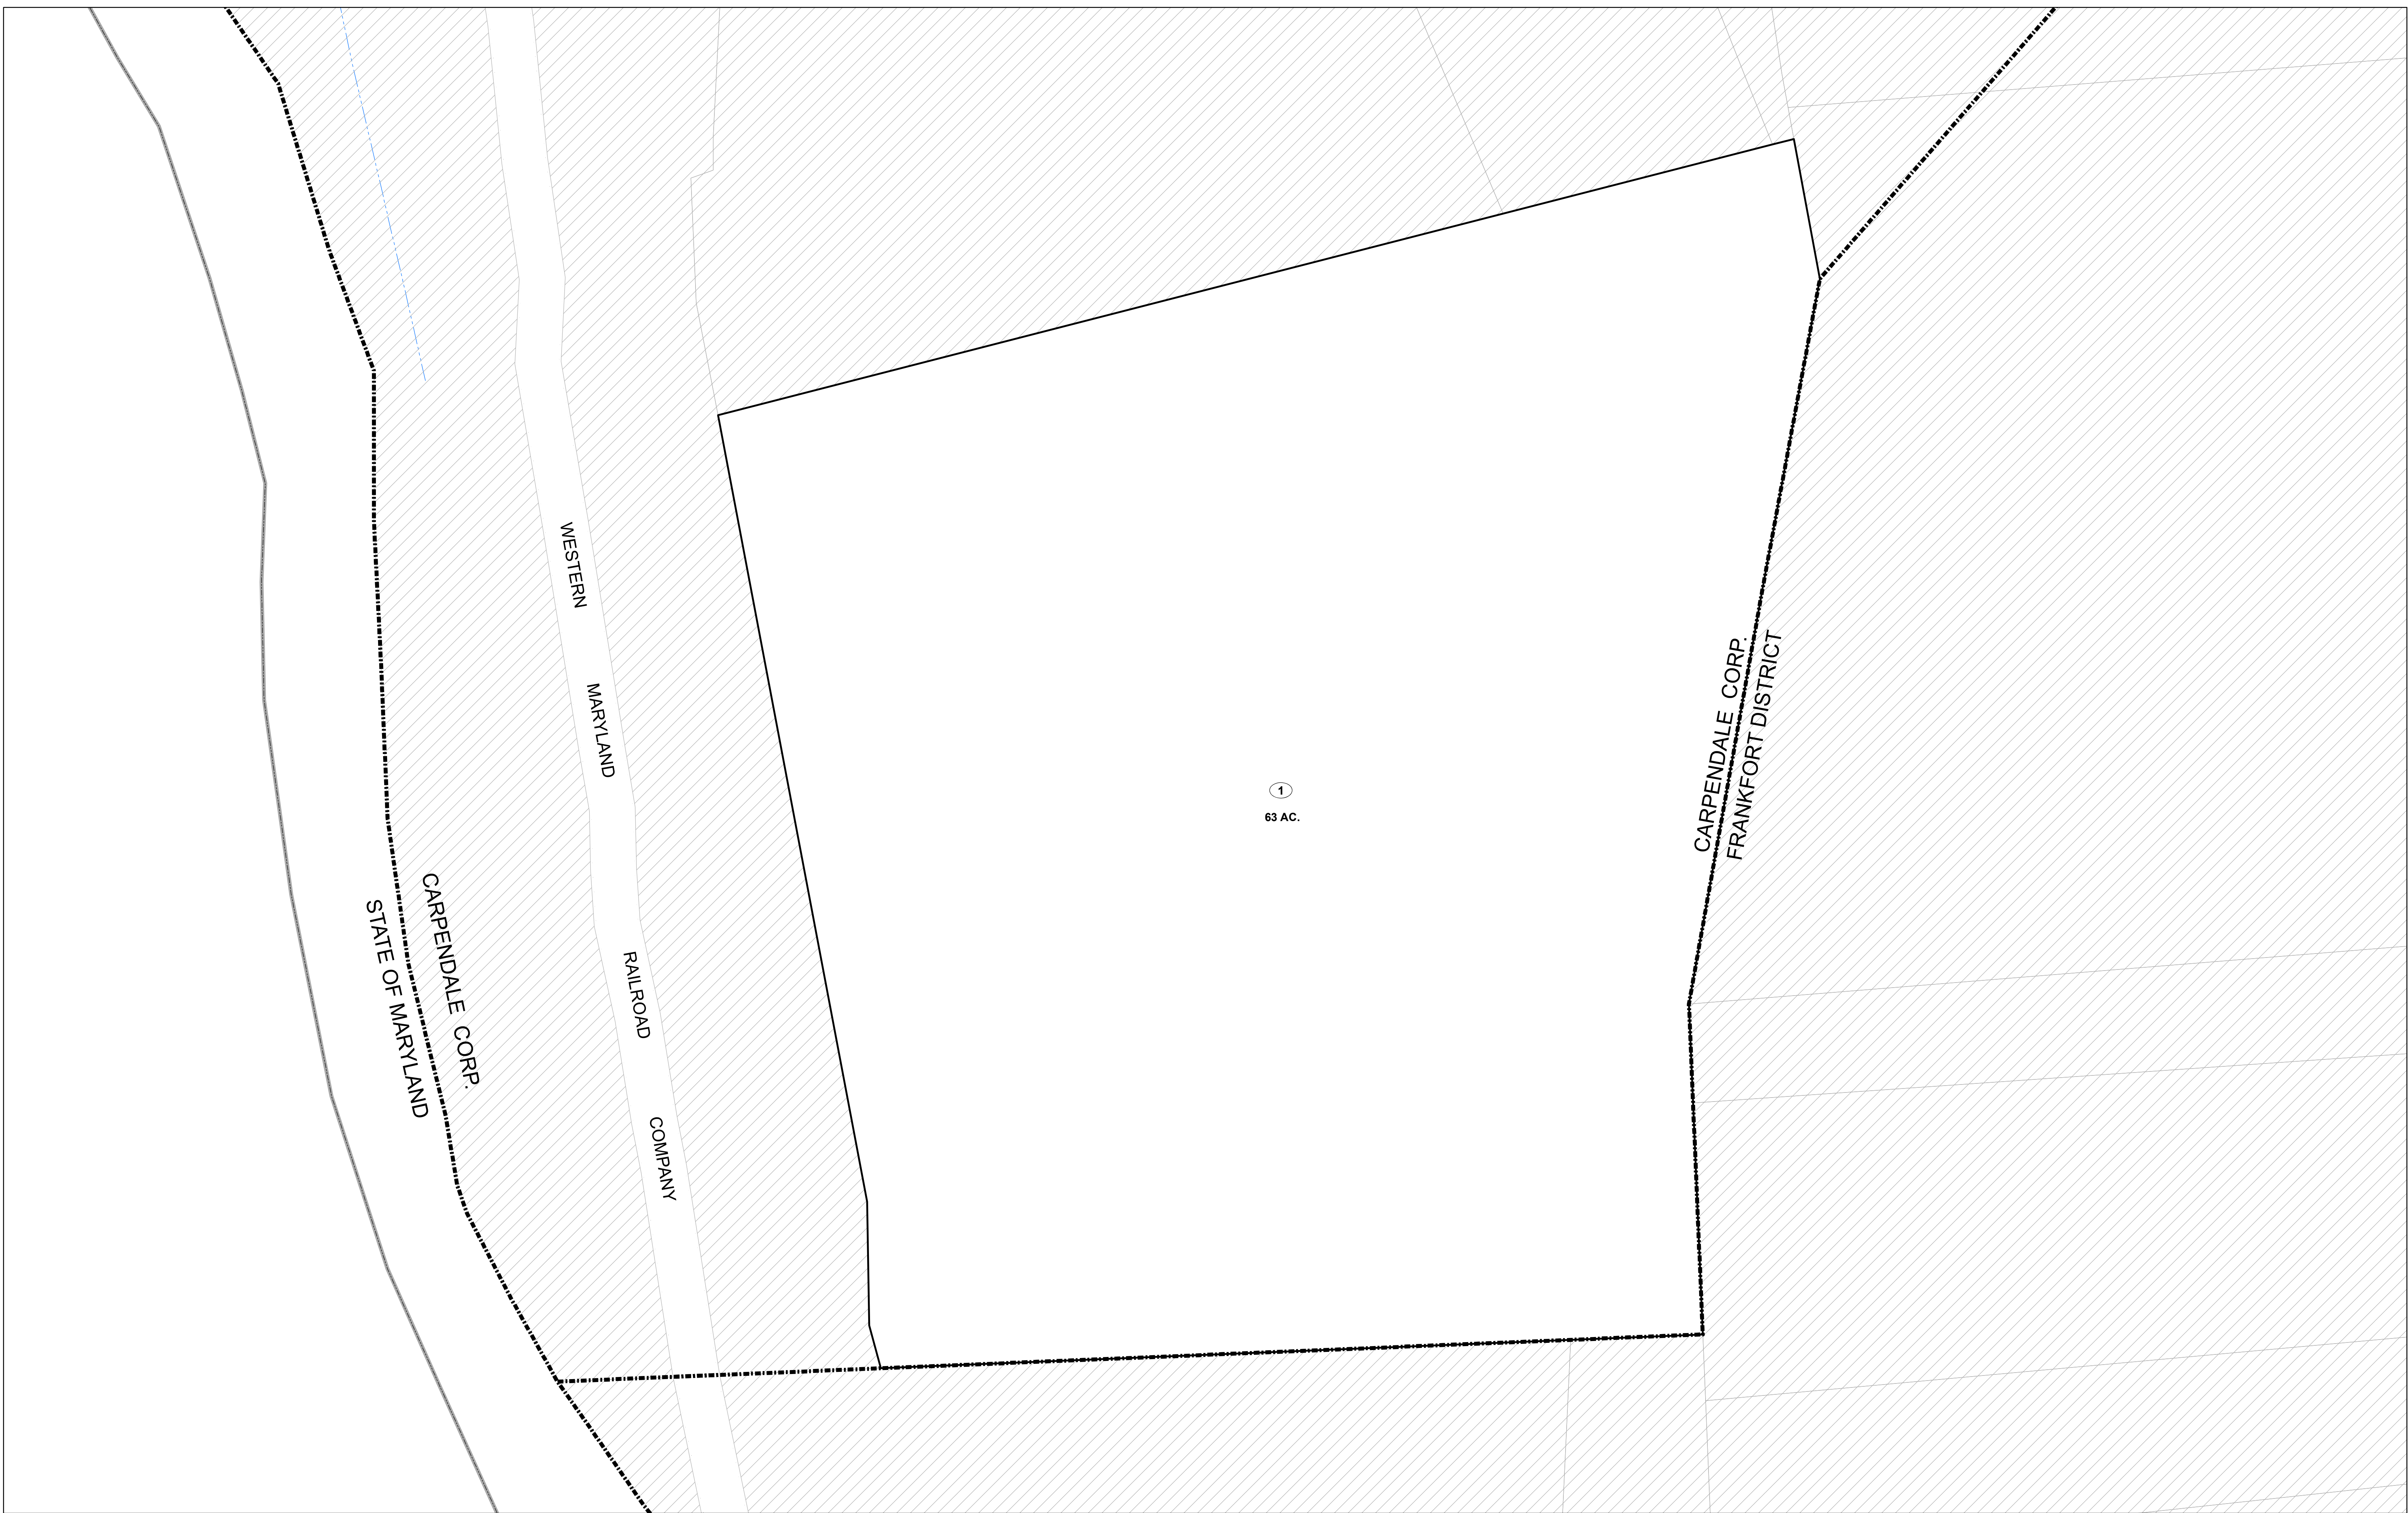 WESTERN
MARYLAND
RAILROAD
COMPANY
CARPENDALE CORP.
FRANKFORT DISTRICT
1
63 AC.
CARPENDALE CORP.
STATE OF MARYLAND